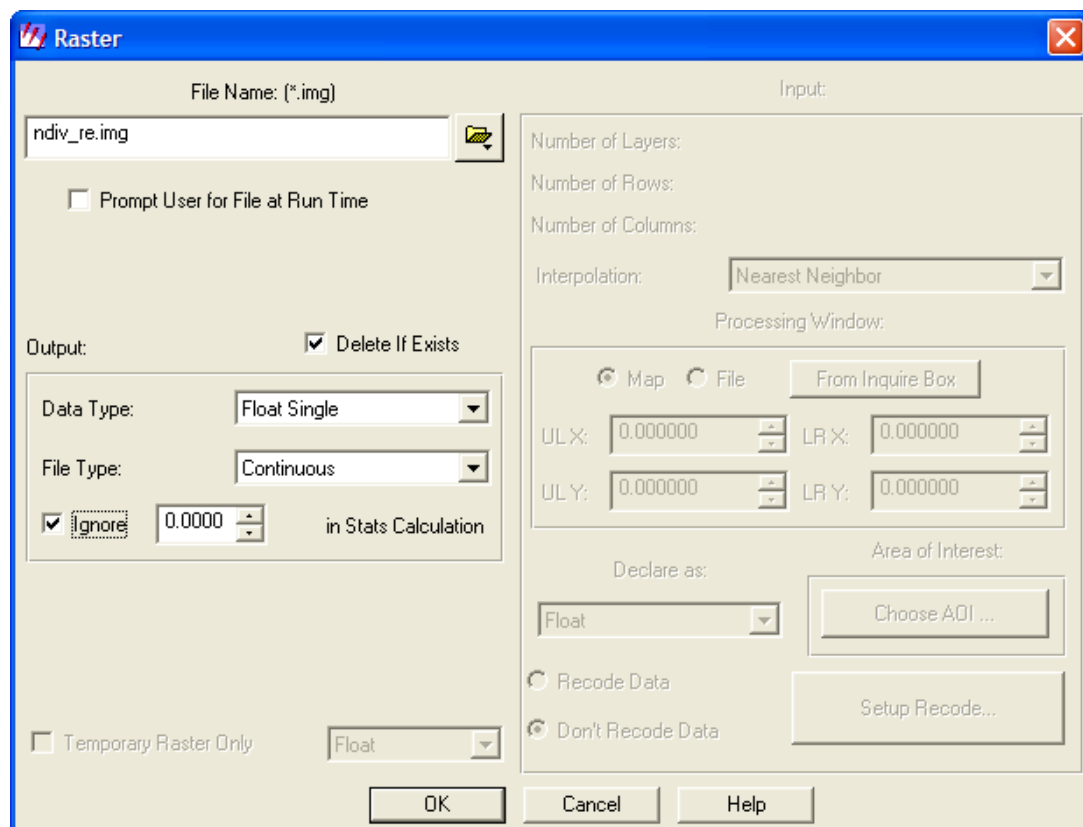 Raster
File Name: (*.img)
ndiv_re.img
Prompt User for File at Run Time
Output:
Delete If Exists
Data Type:
Float Single
File Type:
Continuous
Ignore
0.0000
in Stats Calculation
Temporary Raster Only
Float
Input:
Number of Layers:
Number of Rows:
Number of Columns:
Interpolation:
Nearest Neighbor
Processing Window:
Map
File
From Inquire Box
UL X:
0.000000
LR X:
0.000000
UL Y:
0.000000
LR Y:
0.000000
Declare as:
Float
Area of Interest:
Choose AOI ...
Recode Data
Don't Recode Data
Setup Recode...
OK
Cancel
Help